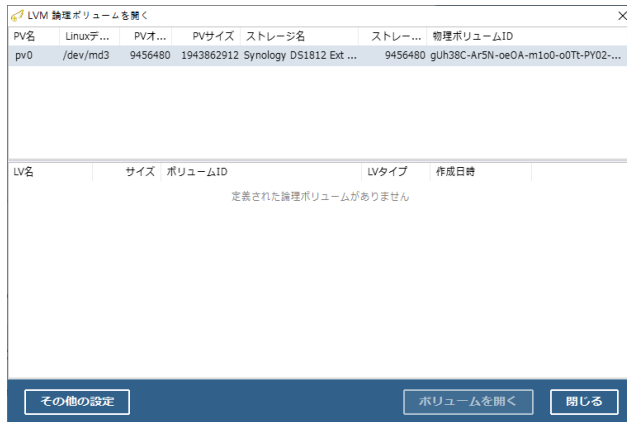 LVM 論理ボリュームを開く
PV名 Linuxデ... PVオ... PVサイズ ストレージ名 ストレー... 物理ボリュームID
pv0 /dev/md3 9456480 1943862912 Synology DS1812 Ext ... 9456480 gUh38C-Ar5N-oeOA-m1o0-o0Tt-PY02-...
LV名 サイズ ボリュームID LVタイプ 作成日時
定義された論理ボリュームがありません
その他の設定 ボリュームを開く 閉じる